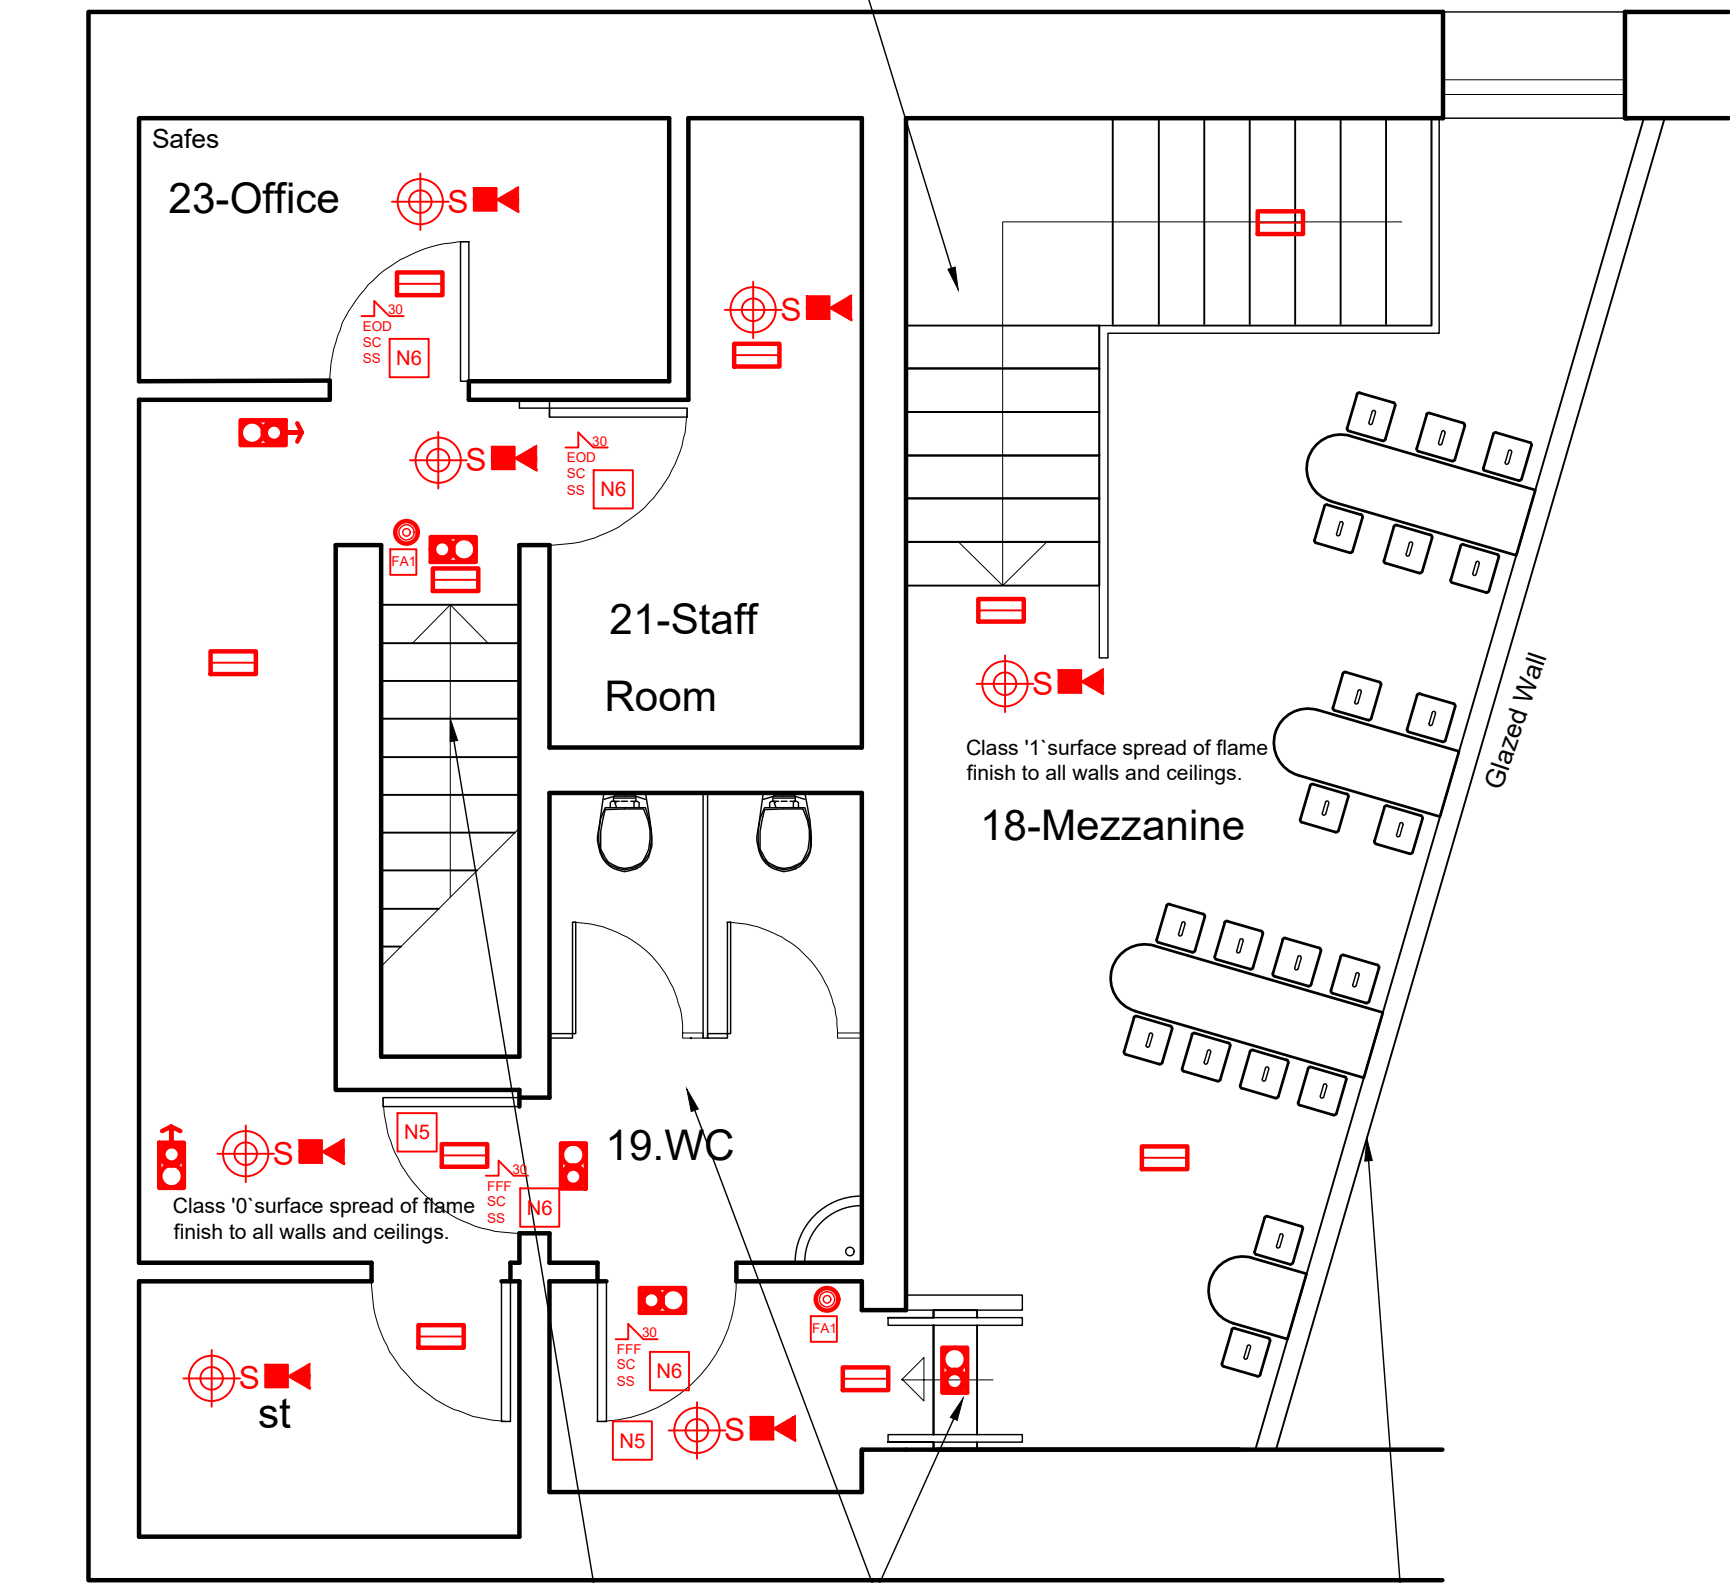 Safes
23-Office
S
30
EOD
SC
SS
N6
S
S
30
EOD
SC
SS
N6
FA1
21-Staff
Room
S
Class '1`surface spread of flame
finish to all walls and ceilings.
18-Mezzanine
Glazed Wall
N5
19.WC
S
30
FFF
SC
SS
N6
Class '0`surface spread of flame
finish to all walls and ceilings.
S
st
30
FFF
SC
SS
N6
FA1
N5
S